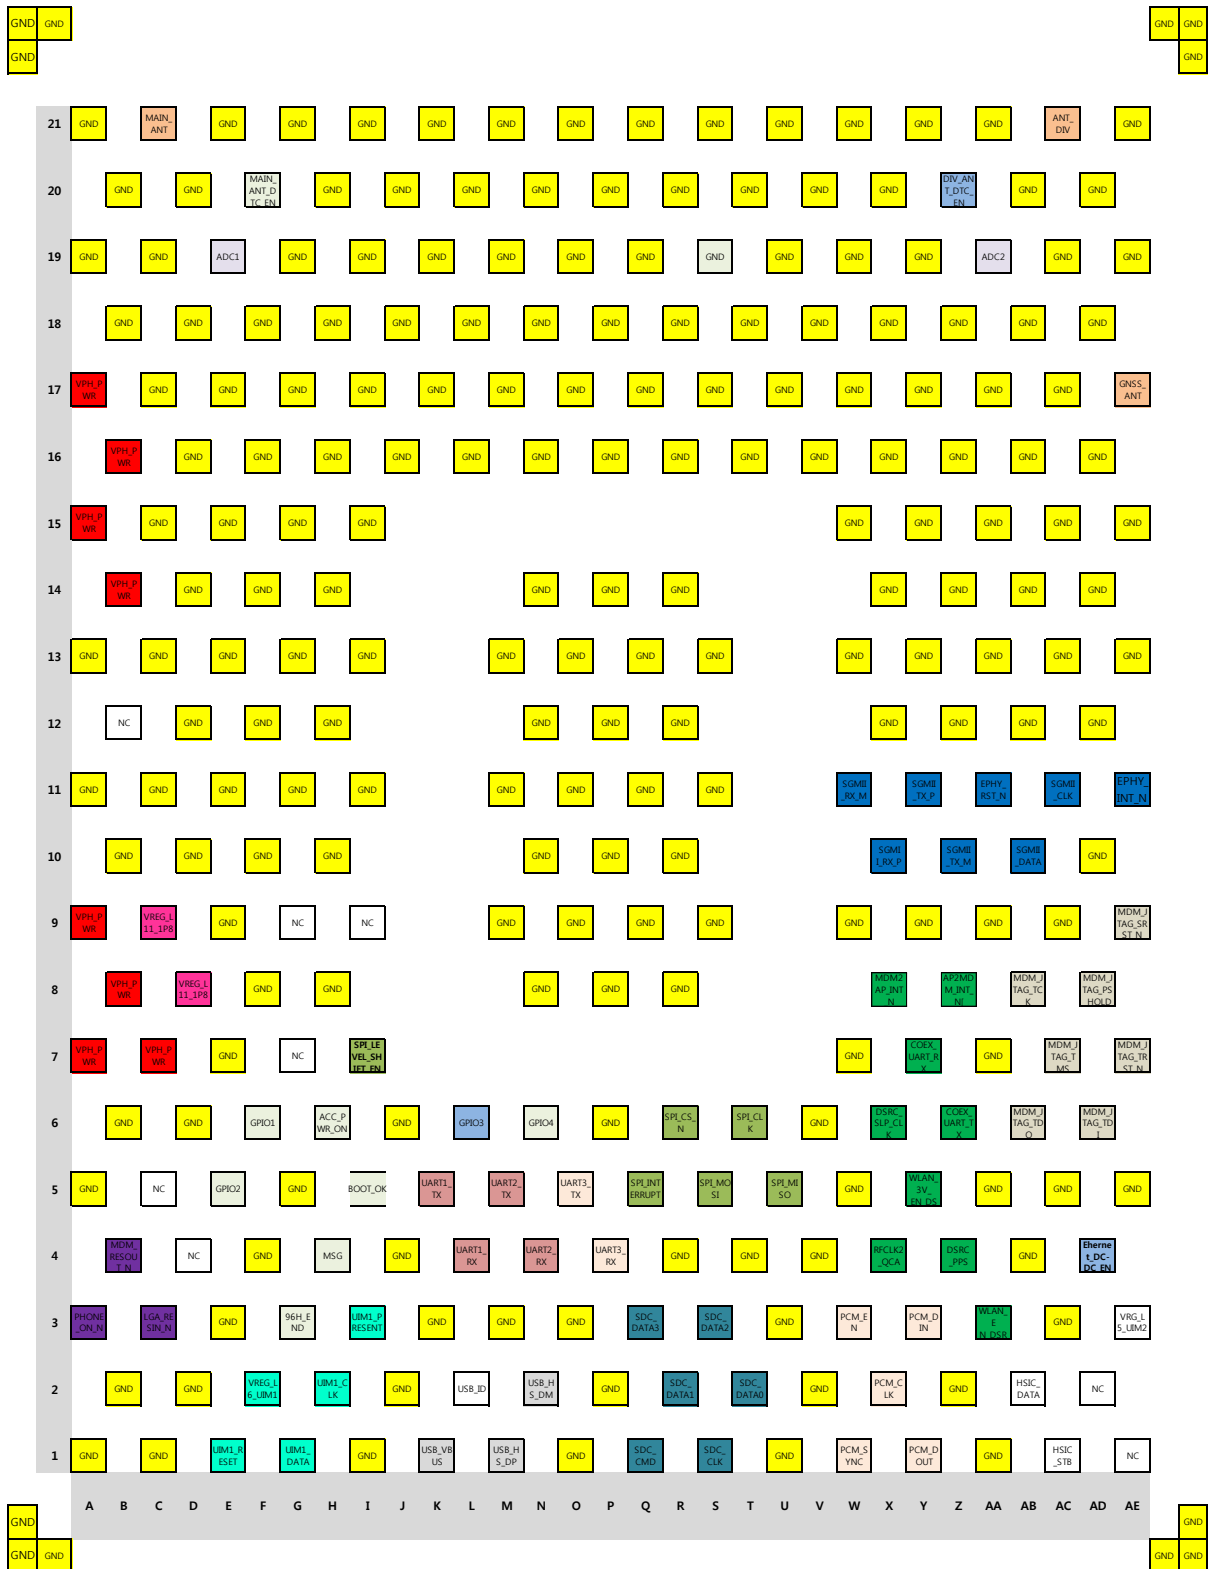 GND GND GND GND
GND GND
21 GND MAIN_ANT GND GND GND GND GND GND GND GND GND GND GND GND ANT_DIV GND
20 GND GND MAIN_ANT_DTC_EN GND GND GND GND GND GND GND GND GND DIV_ANT_DTC_EN GND GND
19 GND GND ADC1 GND GND GND GND GND GND GND GND GND GND ADC2 GND GND
18 GND GND GND GND GND GND GND GND GND GND GND GND GND GND GND
17 VPH_PWR GND GND GND GND GND GND GND GND GND GND GND GND GND GND GNSS_ANT
16 VPH_PWR GND GND GND GND GND GND GND GND GND GND GND GND GND GND
15 VPH_PWR GND GND GND GND GND GND GND GND GND
14 VPH_PWR GND GND GND GND GND GND GND GND GND GND
13 GND GND GND GND GND GND GND GND GND GND GND GND GND GND
12 NC GND GND GND GND GND GND GND GND GND GND
11 GND GND GND GND GND GND GND GND GND SGMII_RX_M SGMII_TX_P EPHY_RST_N SGMII_CLK EPHY_INT_N
10 GND GND GND GND GND GND GND SGMII_RX_P SGMII_TX_M SGMII_DATA GND
9 VPH_PWR VREG_L11_1P8 GND NC NC GND GND GND GND GND GND GND GND MDM_JTAG_SRST_N
8 VPH_PWR VREG_L11_1P8 GND GND GND GND GND MDM2AP_INT_N AP2MDM_INT_NI MDM_JTAG_TCK MDM_JTAG_PS_HOLD
7 VPH_PWR VPH_PWR GND NC SPI_LEVEL_SHIFT_EN GND COEX_UART_RX GND MDM_JTAG_TMS MDM_JTAG_TRST_N
6 GND GND GPIO1 ACC_PWR_ON GND GPIO3 GPIO4 GND SPI_CS_N SPI_CLK GND DSRC_SLP_CLK COEX_UART_TX MDM_JTAG_TDO MDM_JTAG_TDI
5 GND NC GPIO2 GND BOOT_OK UART1_TX UART2_TX UART3_TX SPI_INTERRUPT SPI_MOSI SPI_MISO GND WLAN_3V_EN_DS GND GND GND
4 MDM_RESOUT_N NC GND MSG GND UART1_RX UART2_RX UART3_RX GND GND GND RFCLK2_QCA DSRC_PPS GND Ehernet_DC-DC_EN
3 PHONE_ON_N LGA_RESIN_N GND 96H_END UIM1_PRESENT GND GND GND SDC_DATA3 SDC_DATA2 GND PCM_EN PCM_DIN WLAN_EN_DSR GND VRG_L5_UIM2
2 GND GND VREG_L6_UIM1 UIM1_CLK GND USB_ID USB_HS_DM GND SDC_DATA1 SDC_DATA0 GND PCM_CLK GND HSIC_DATA NC
1 GND GND UIM1_RESET UIM1_DATA GND USB_VBUS USB_HS_DP GND SDC_CMD SDC_CLK GND PCM_SYNC PCM_DOUT GND HSIC_STB NC
A B C D E F G H I J K L M N O P Q R S T U V W X Y Z AA AB AC AD AE
GND GND
GND GND GND GND